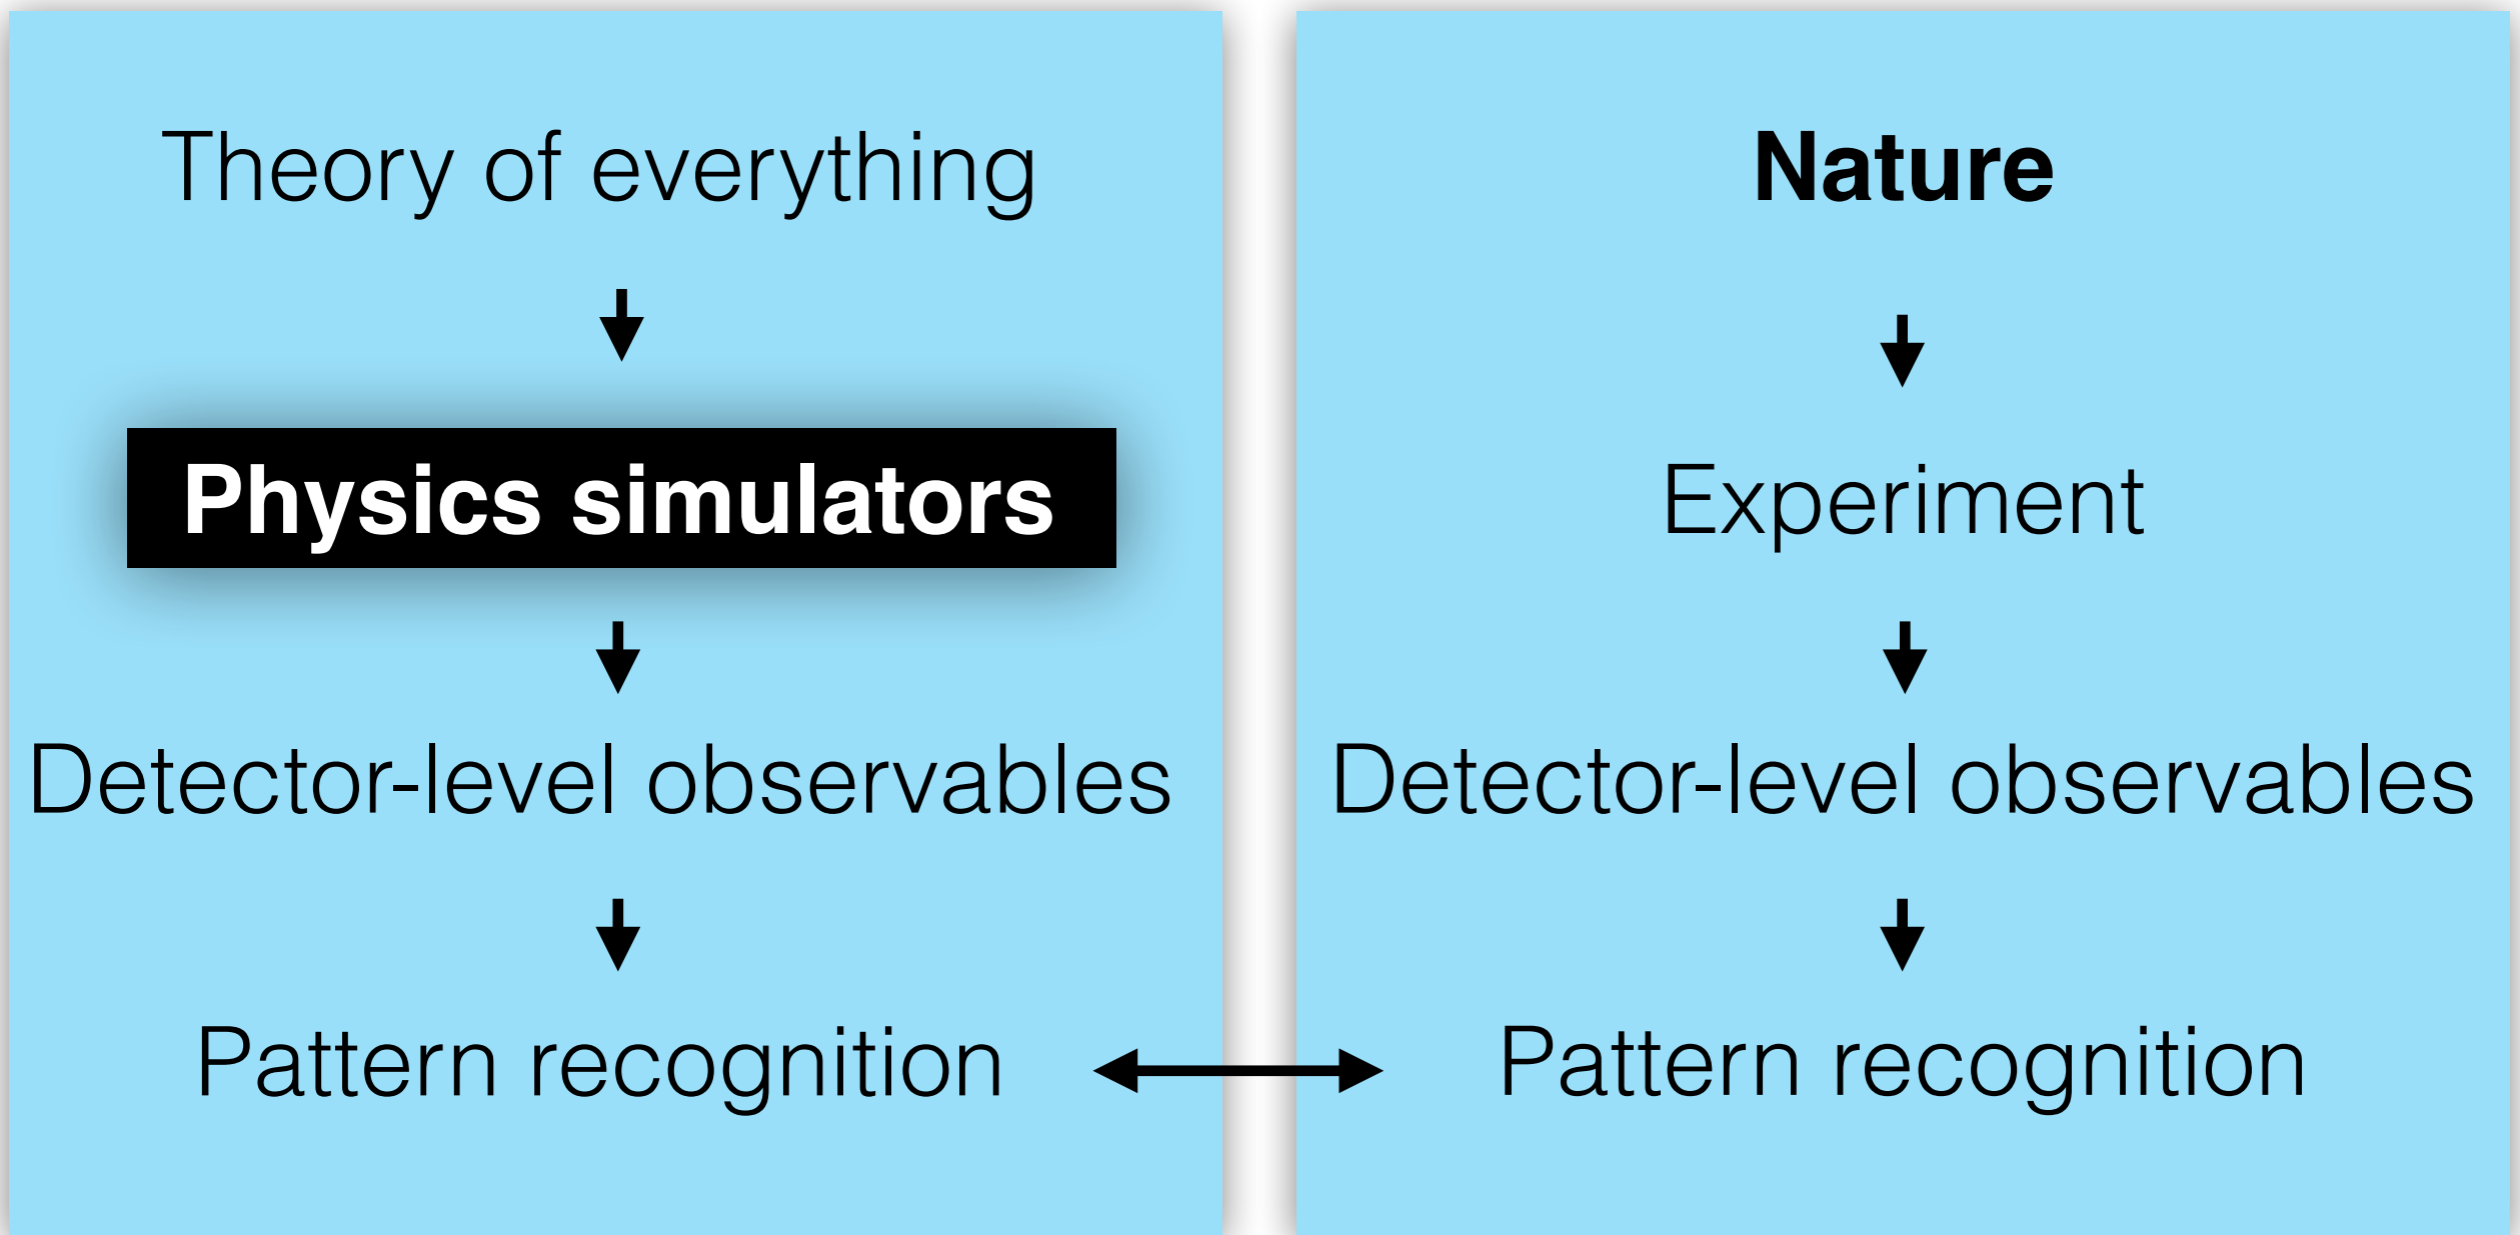 Theory of everything
Physics simulators
Detector-level observables
Pattern recognition
Nature
Experiment
Detector-level observables
Pattern recognition